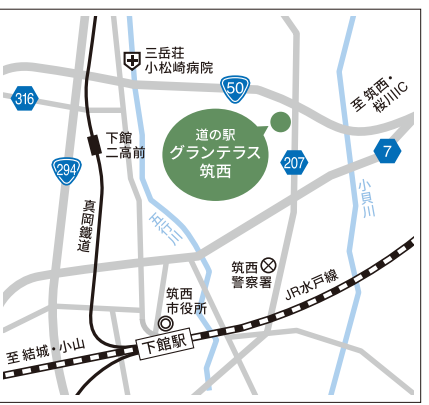 三岳荘
小松崎病院
50
316
至 筑西・
桜川IC
下館
二高前
道の駅
グランテラス
筑西
7
207
294
小貝川
真岡鐵道
五行川
筑西
警察署
JR水戸線
筑西
市役所
下館駅
至 結城・小山